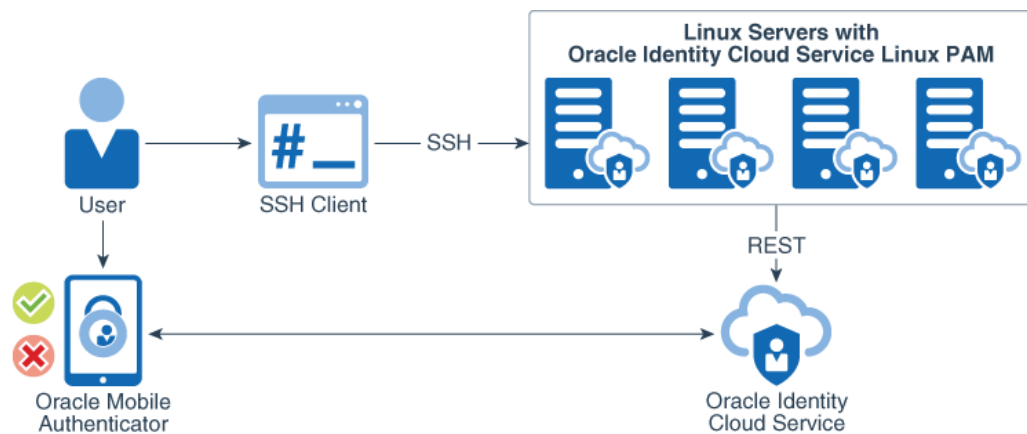 Linux Servers with
Oracle Identity Cloud Service Linux PAM
#_
SSH
User
SSH Client
REST
Oracle Mobile
Authenticator
Oracle Identity
Cloud Service